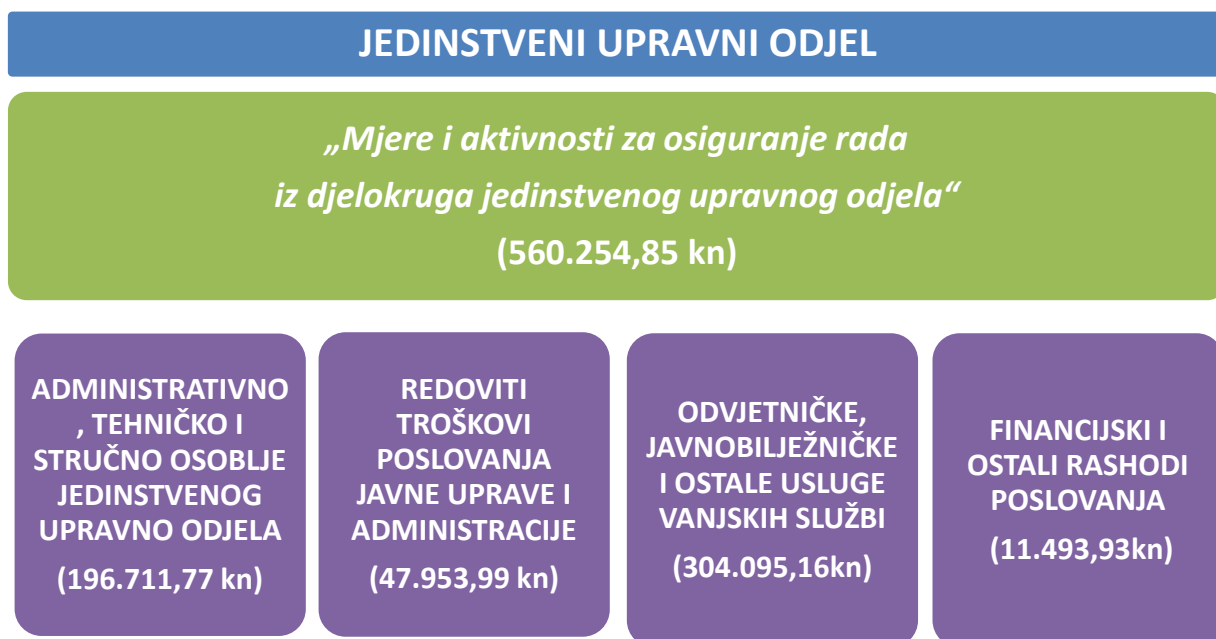 JEDINSTVENI UPRAVNI ODJEL
„Mjere i aktivnosti za osiguranje rada
iz djelokruga jedinstvenog upravnog odjela“
(560.254,85 kn)
ADMINISTRATIVNO
, TEHNIČKO I
STRUČNO OSOBLJE
JEDINSTVENOG
UPRAVNO ODJELA
(196.711,77 kn)
REDOVITI
TROŠKOVI
POSLOVANJA
JAVNE UPRAVE I
ADMINISTRACIJE
(47.953,99 kn)
ODVJETNIČKE,
JAVNOBILJEŽNIČKE
I OSTALE USLUGE
VANJSKIH SLUŽBI
(304.095,16kn)
FINANCIJSKI I
OSTALI RASHODI
POSLOVANJA
(11.493,93kn)